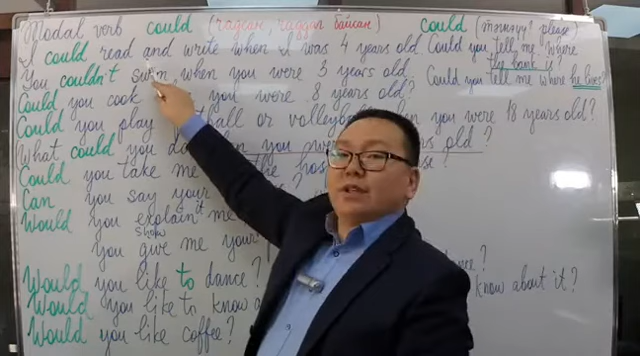 Modal verb could (чадсан, чаддаг байсан) could ( please)
I could read and write when I was 4 years old. Could you tell me where the bank is?
You couldn't swim when you were 3 years old. Could you tell me where he lives?
Could you cook you were 8 years old?
Could you play football or volleyball when you were 18 years old?
What could you do when you old?
Could you take me the
Can you say your
Would you explain it me
show
you give me your
Would you like to dance?
Would you like to know know about it?
Would you like coffee?